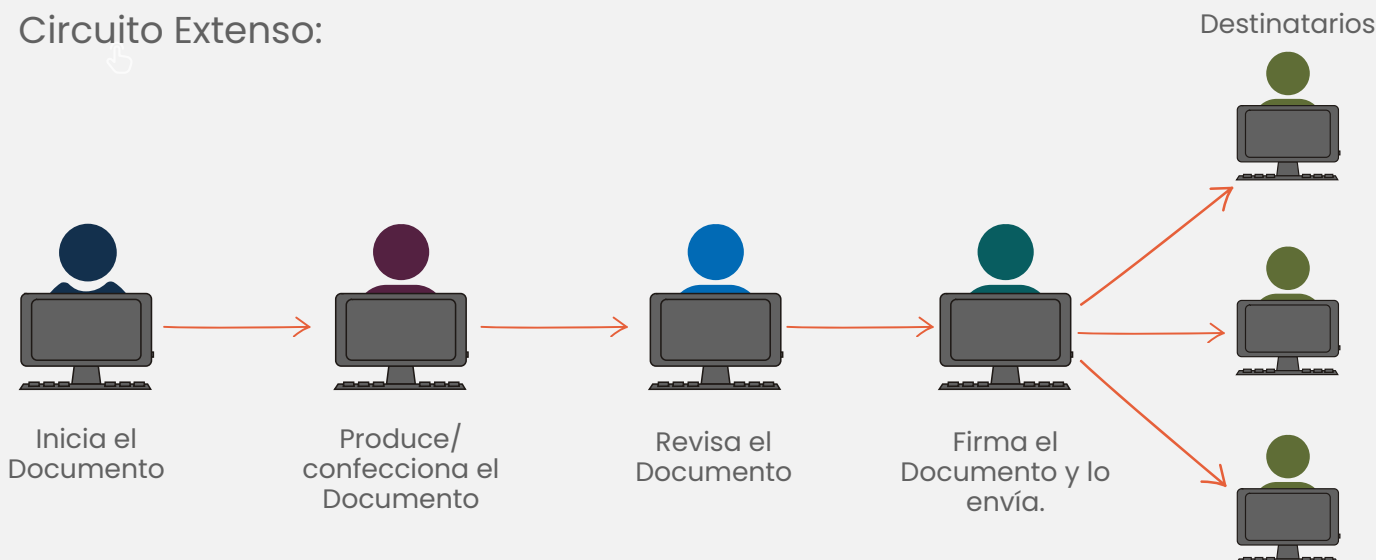 Circuito Extenso:
Destinatarios
Inicia el
Documento
Produce/
confecciona el
Documento
Revisa el
Documento
Firma el
Documento y lo
envía.